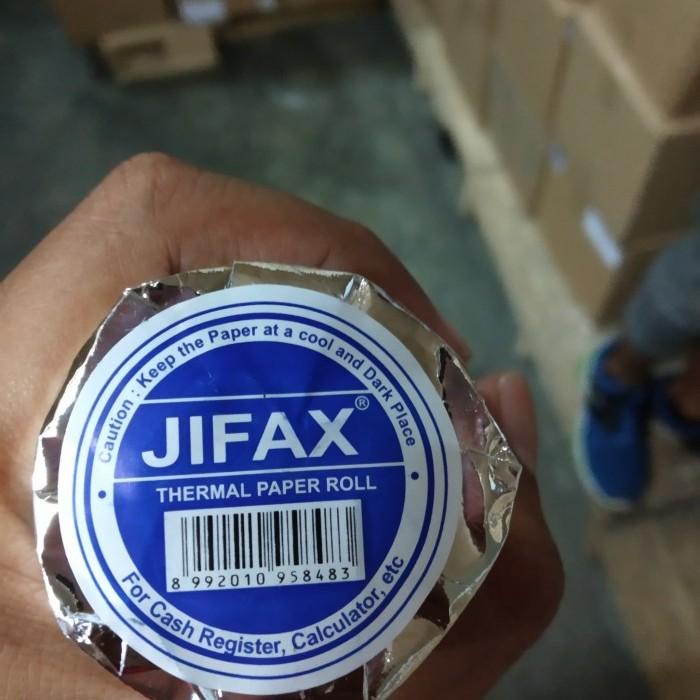 Caution : Keep the Paper at a cool and Dark Place
JIFAX®
THERMAL PAPER ROLL
8 992010 958483
For Cash Register, Calculator, etc